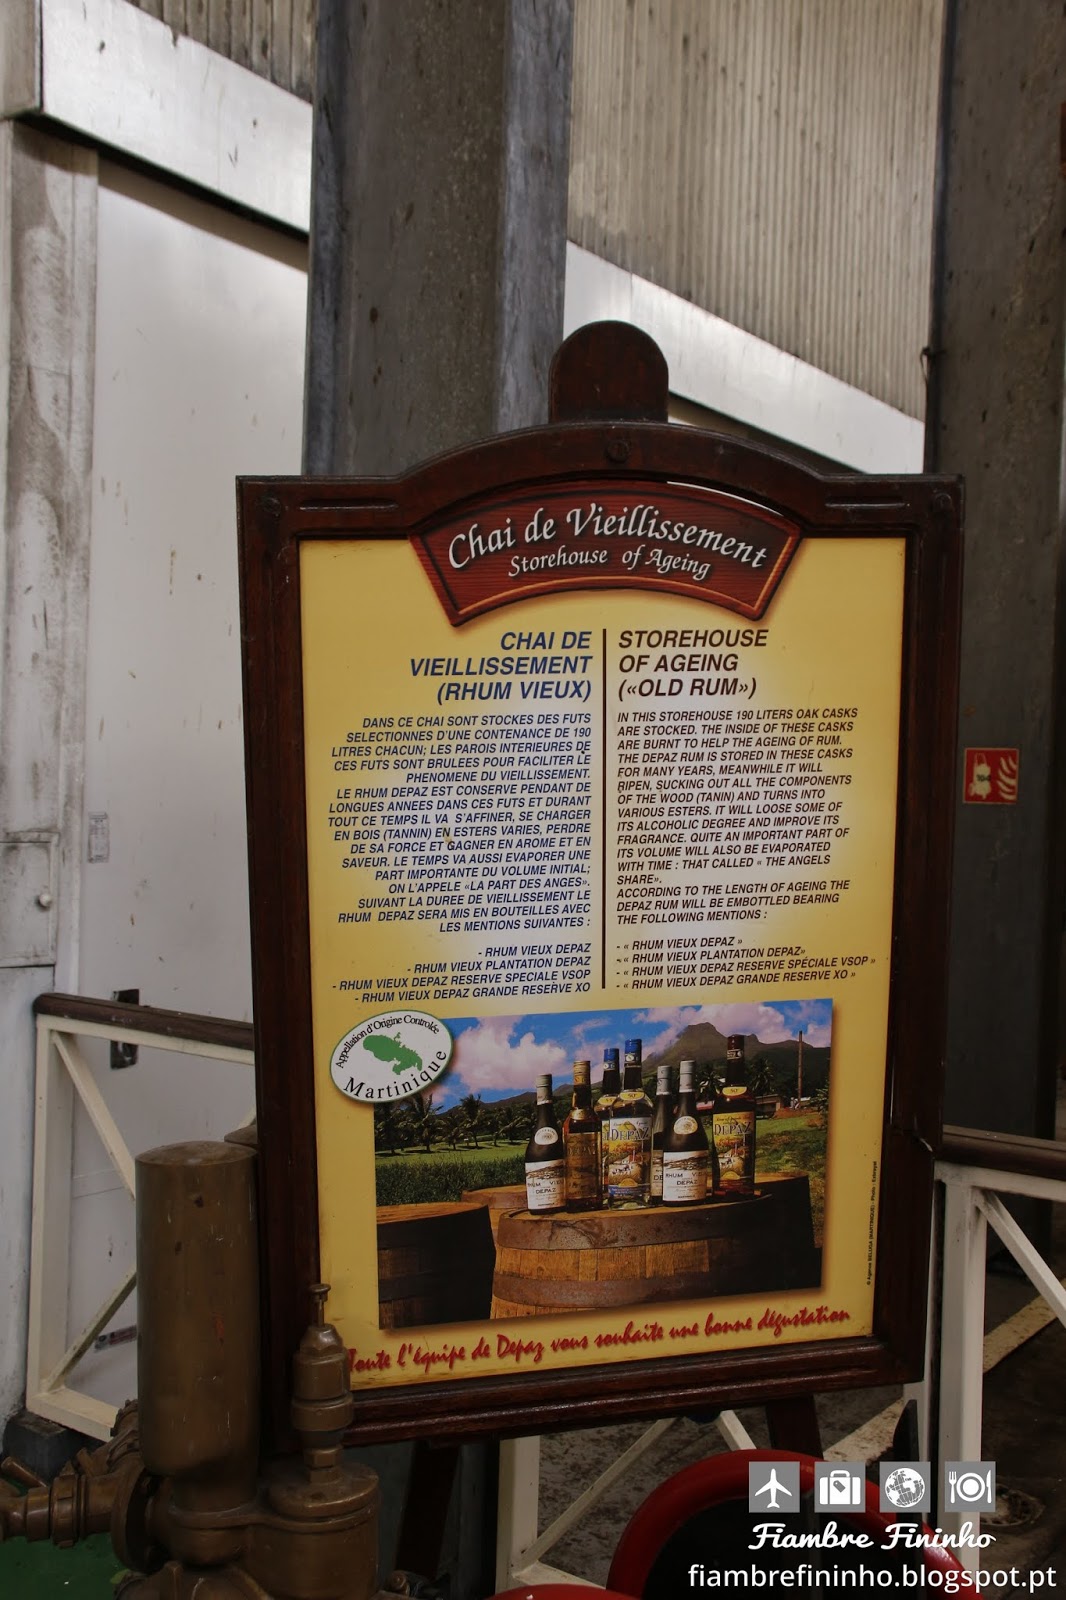 Chai de Vieillissement
Storehouse of Ageing
CHAI DE
VIEILLISSEMENT
(RHUM VIEUX)
DANS CE CHAI SONT STOCKES DES FUTS
SELECTIONNES D'UNE CONTENANCE DE 190
LITRES CHACUN; LES PAROIS INTERIEURES DE
CES FUTS SONT BRULEES POUR FACILITER LE
PHENOMENE DU VIEILLISSEMENT.
LE RHUM DEPAZ EST CONSERVE PENDANT DE
LONGUES ANNEES DANS CES FUTS ET DURANT
TOUT CE TEMPS IL VA S'AFFINER, SE CHARGER
EN BOIS (TANNIN) EN ESTERS VARIES, PERDRE
DE SA FORCE ET GAGNER EN AROME ET EN
SAVEUR. LE TEMPS VA AUSSI EVAPORER UNE
PART IMPORTANTE DU VOLUME INITIAL;
ON L'APPELE «LA PART DES ANGES».
SUIVANT LA DUREE DE VIEILLISSEMENT LE
RHUM DEPAZ SERA MIS EN BOUTEILLES AVEC
LES MENTIONS SUIVANTES :
- RHUM VIEUX DEPAZ
- RHUM VIEUX PLANTATION DEPAZ
- RHUM VIEUX DEPAZ RESERVE SPECIALE VSOP
- RHUM VIEUX DEPAZ GRANDE RESERVE XO
STOREHOUSE
OF AGEING
(«OLD RUM»)
IN THIS STOREHOUSE 190 LITERS OAK CASKS
ARE STOCKED. THE INSIDE OF THESE CASKS
ARE BURNT TO HELP THE AGEING OF RUM.
THE DEPAZ RUM IS STORED IN THESE CASKS
FOR MANY YEARS, MEANWHILE IT WILL
RIPEN, SUCKING OUT ALL THE COMPONENTS
OF THE WOOD (TANIN) AND TURNS INTO
VARIOUS ESTERS. IT WILL LOOSE SOME OF
ITS ALCOHOLIC DEGREE AND IMPROVE ITS
FRAGRANCE. QUITE AN IMPORTANT PART OF
ITS VOLUME WILL ALSO BE EVAPORATED
WITH TIME : THAT CALLED « THE ANGELS
SHARE».
ACCORDING TO THE LENGTH OF AGEING THE
DEPAZ RUM WILL BE EMBOTTLED BEARING
THE FOLLOWING MENTIONS :
- « RHUM VIEUX DEPAZ »
- « RHUM VIEUX PLANTATION DEPAZ»
- « RHUM VIEUX DEPAZ RESERVE SPÉCIALE VSOP »
- « RHUM VIEUX DEPAZ GRANDE RESERVE XO »
Appellation d'Origine Contrôlée
Martinique
DEPAZ
DEPAZ
DEPAZ
RHUM
DEPAZ
Toute l'équipe de Depaz vous souhaite une bonne dégustation
Fiambre Fininho
fiambrefininho.blogspot.pt